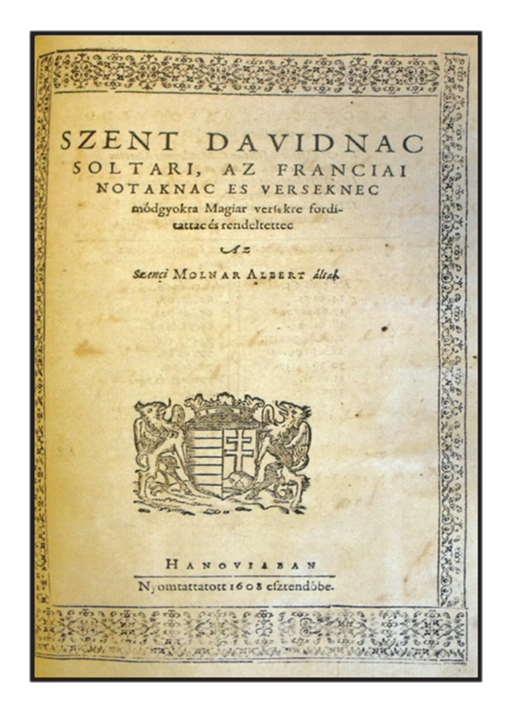 SZENT DAVIDNAC
SOLTARI, AZ FRANCIAI
NOTAKNAC ES VERSEKNEC
módgyokra Magiar versekre fordi-
tattac és rendeltettec
Az
Szenci MOLNAR ALBERT által
HANOVIABAN
Nyomtattatott 1608 esztendőbe.